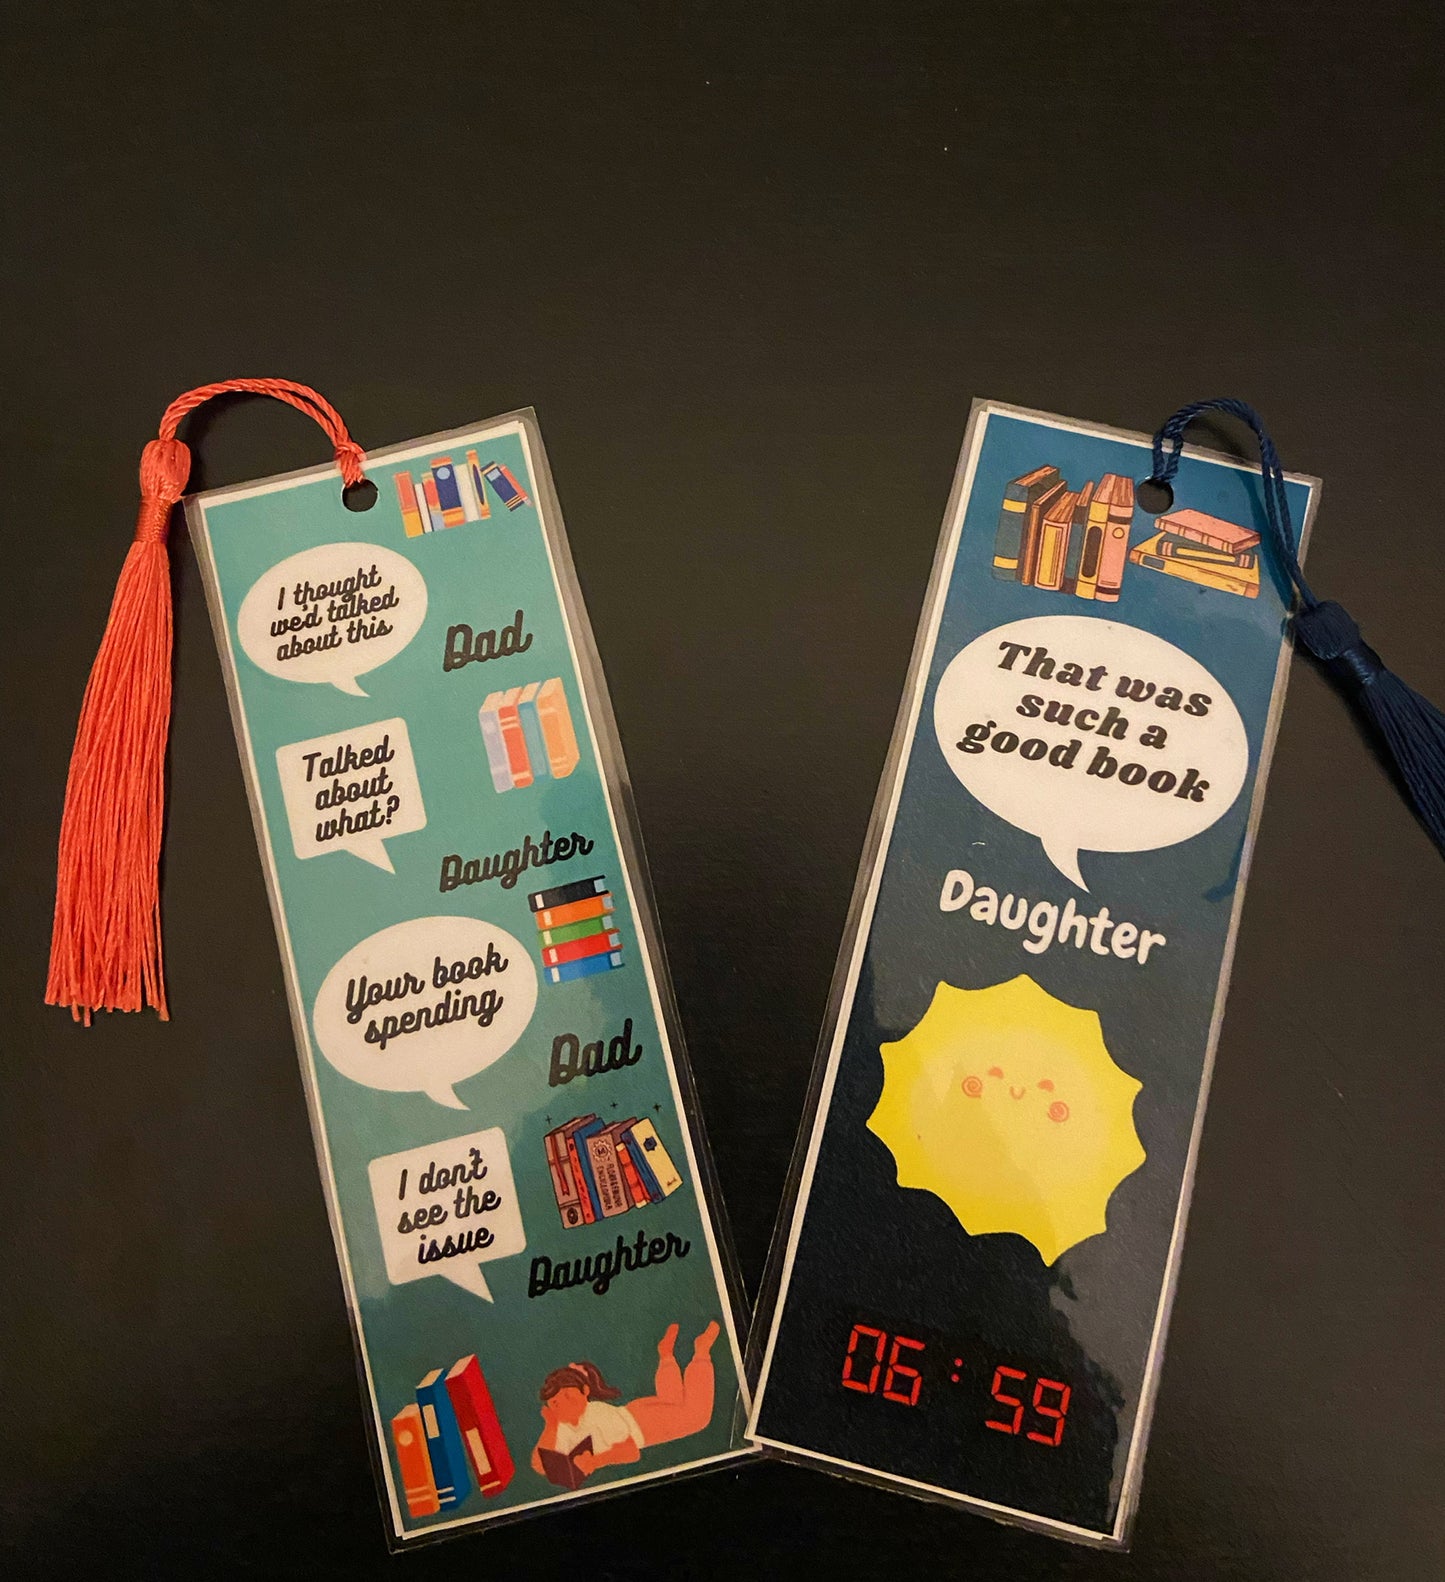 I thought
we'd talked
about this
Dad
Talked
about
what?
Daughter
Your book
spending
Dad
I don't
see the
issue
Daughter
That was
such a
good book
Daughter
06:59